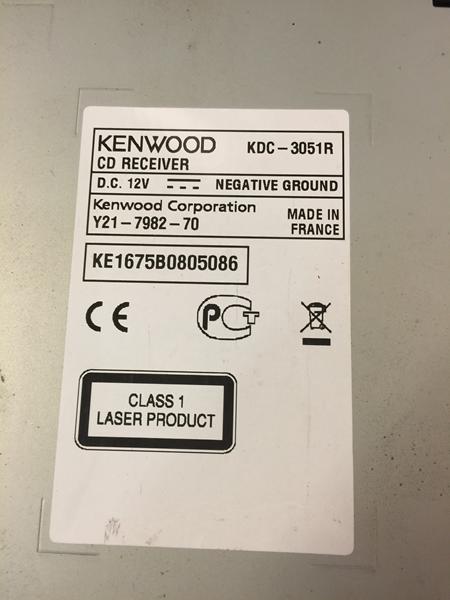 KENWOOD KDC-3051R
CD RECEIVER
D.C. 12V NEGATIVE GROUND
Kenwood Corporation
Y21-7982-70
MADE IN
FRANCE
KE1675B0805086
CE PCT
CLASS 1
LASER PRODUCT